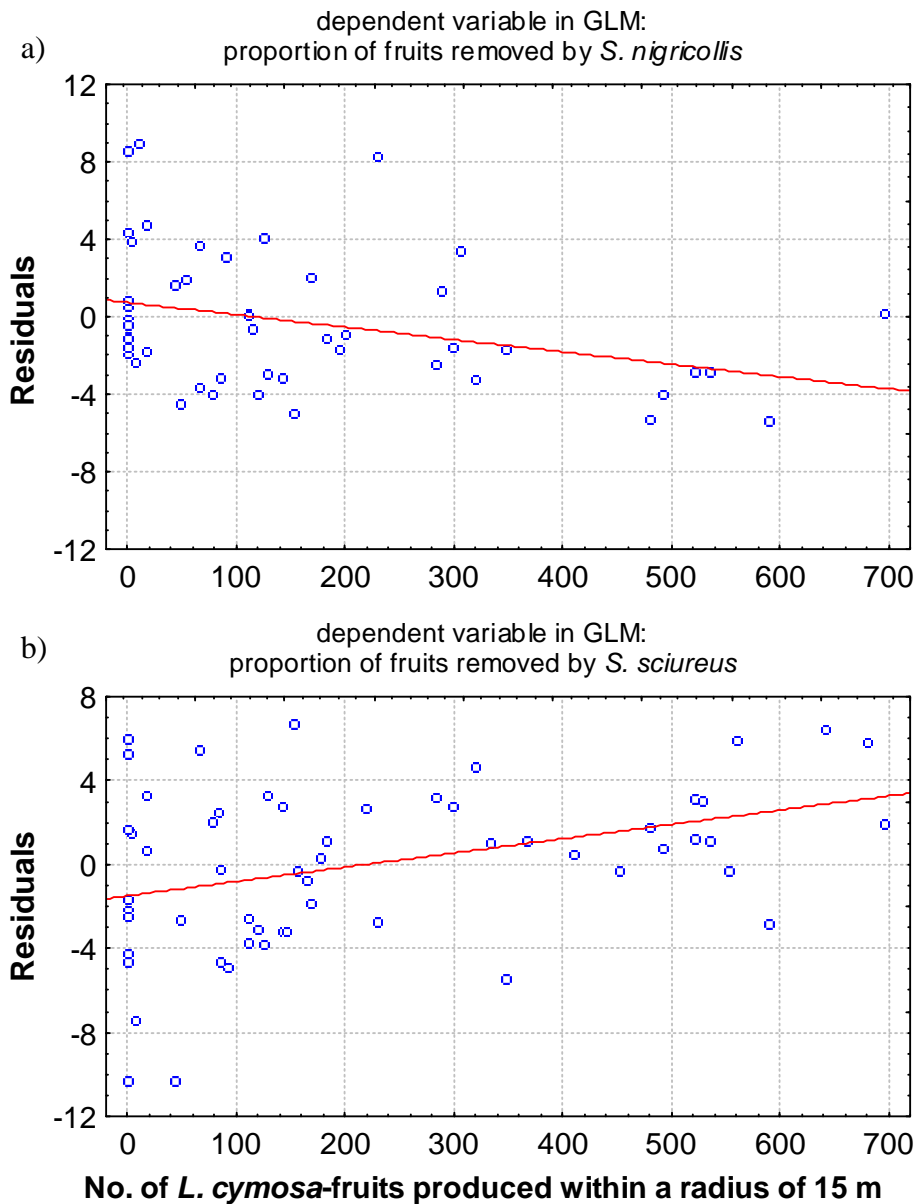 dependent variable in GLM:
a)
proportion of fruits removed by S. nigricollis
12
8
4
0
-4
-8
-12
Residuals
0 100 200 300 400 500 600 700
dependent variable in GLM:
b)
proportion of fruits removed by S. sciureus
8
4
0
-4
-8
-12
Residuals
0 100 200 300 400 500 600 700
No. of L. cymosa-fruits produced within a radius of 15 m